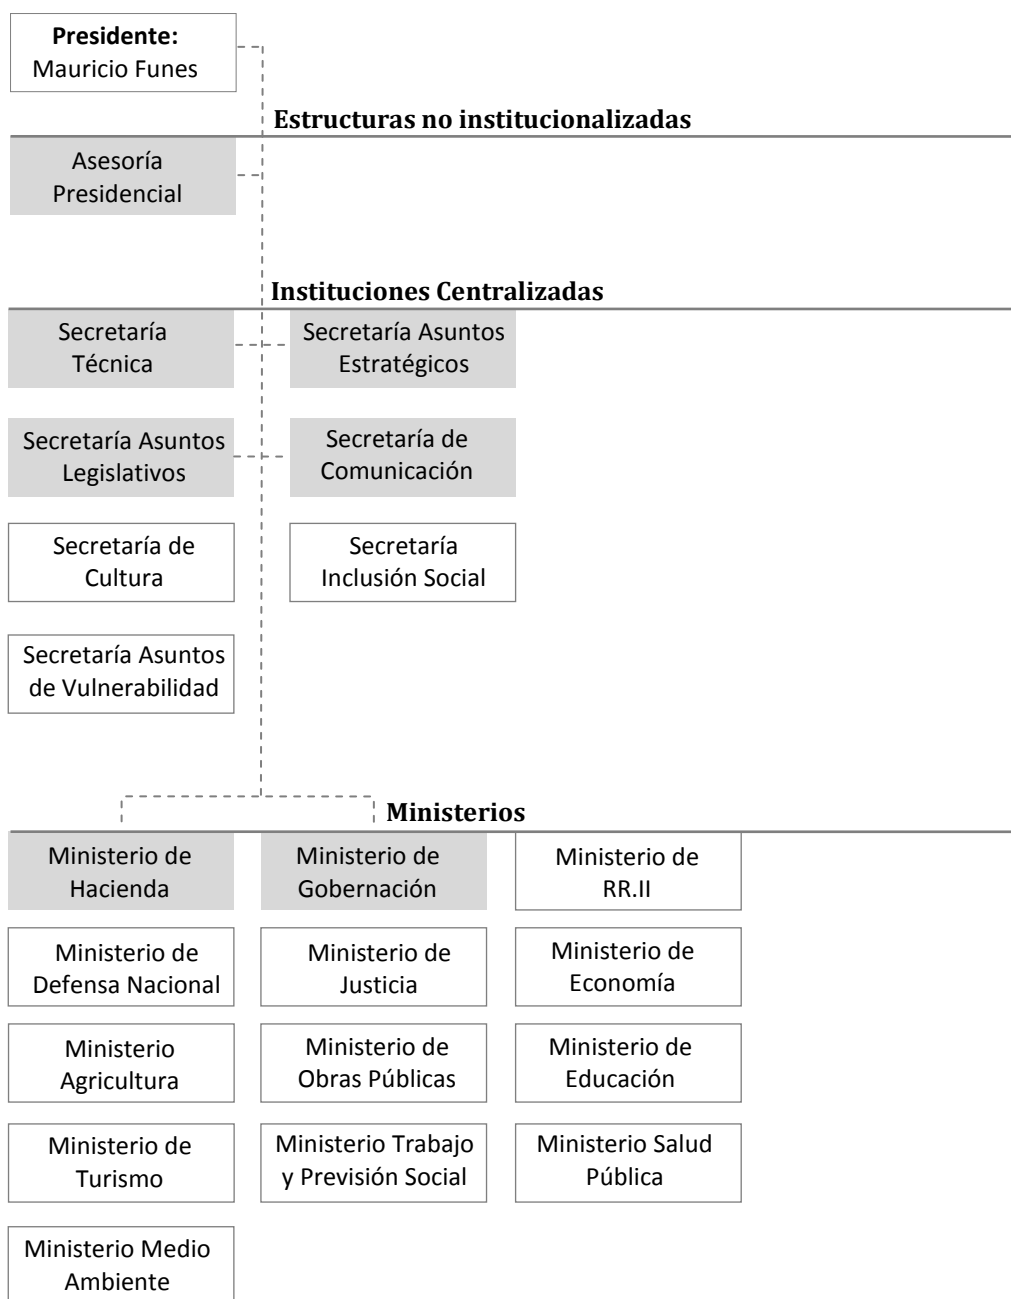 Presidente:
Mauricio Funes
Estructuras no institucionalizadas
Asesoría
Presidencial
Instituciones Centralizadas
Secretaría
Técnica
Secretaría Asuntos
Estratégicos
Secretaría Asuntos
Legislativos
Secretaría de
Comunicación
Secretaría de
Cultura
Secretaría
Inclusión Social
Secretaría Asuntos
de Vulnerabilidad
Ministerios
Ministerio de
Hacienda
Ministerio de
Gobernación
Ministerio de
RR.II
Ministerio de
Defensa Nacional
Ministerio de
Justicia
Ministerio de
Economía
Ministerio
Agricultura
Ministerio de
Obras Públicas
Ministerio de
Educación
Ministerio de
Turismo
Ministerio Trabajo
y Previsión Social
Ministerio Salud
Pública
Ministerio Medio
Ambiente